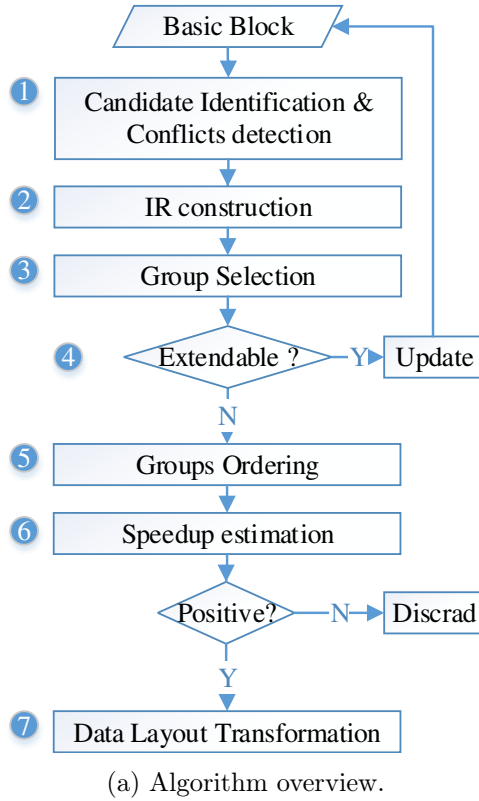 Basic Block
1
Candidate Identification &
Conflicts detection
2
IR construction
3
Group Selection
4
Extendable ?
Y
Update
N
5
Groups Ordering
6
Speedup estimation
Positive?
N
Discrad
Y
7
Data Layout Transformation
(a) Algorithm overview.